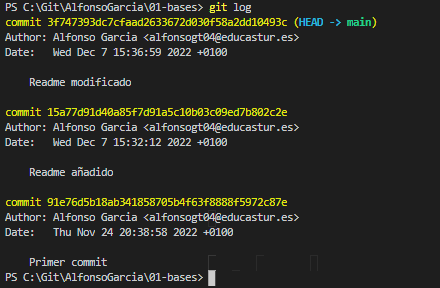 PS C:\Git\AlfonsoGarcia\01-bases> git log
commit 3f747393dc7cfaad2633672d030f58a2dd10493c (HEAD -> main)
Author: Alfonso Garcia <alfonsogt04@educastur.es>
Date:   Wed Dec 7 15:36:59 2022 +0100
    Readme modificado
commit 15a77d91d40a85f7d91a5c10b03c09ed7b802c2e
Author: Alfonso Garcia <alfonsogt04@educastur.es>
Date:   Wed Dec 7 15:32:12 2022 +0100
    Readme añadido
commit 91e76d5b18ab341858705b4f63f8888f5972c87e
Author: Alfonso Garcia <alfonsogt04@educastur.es>
Date:   Thu Nov 24 20:38:58 2022 +0100
    Primer commit
PS C:\Git\AlfonsoGarcia\01-bases>